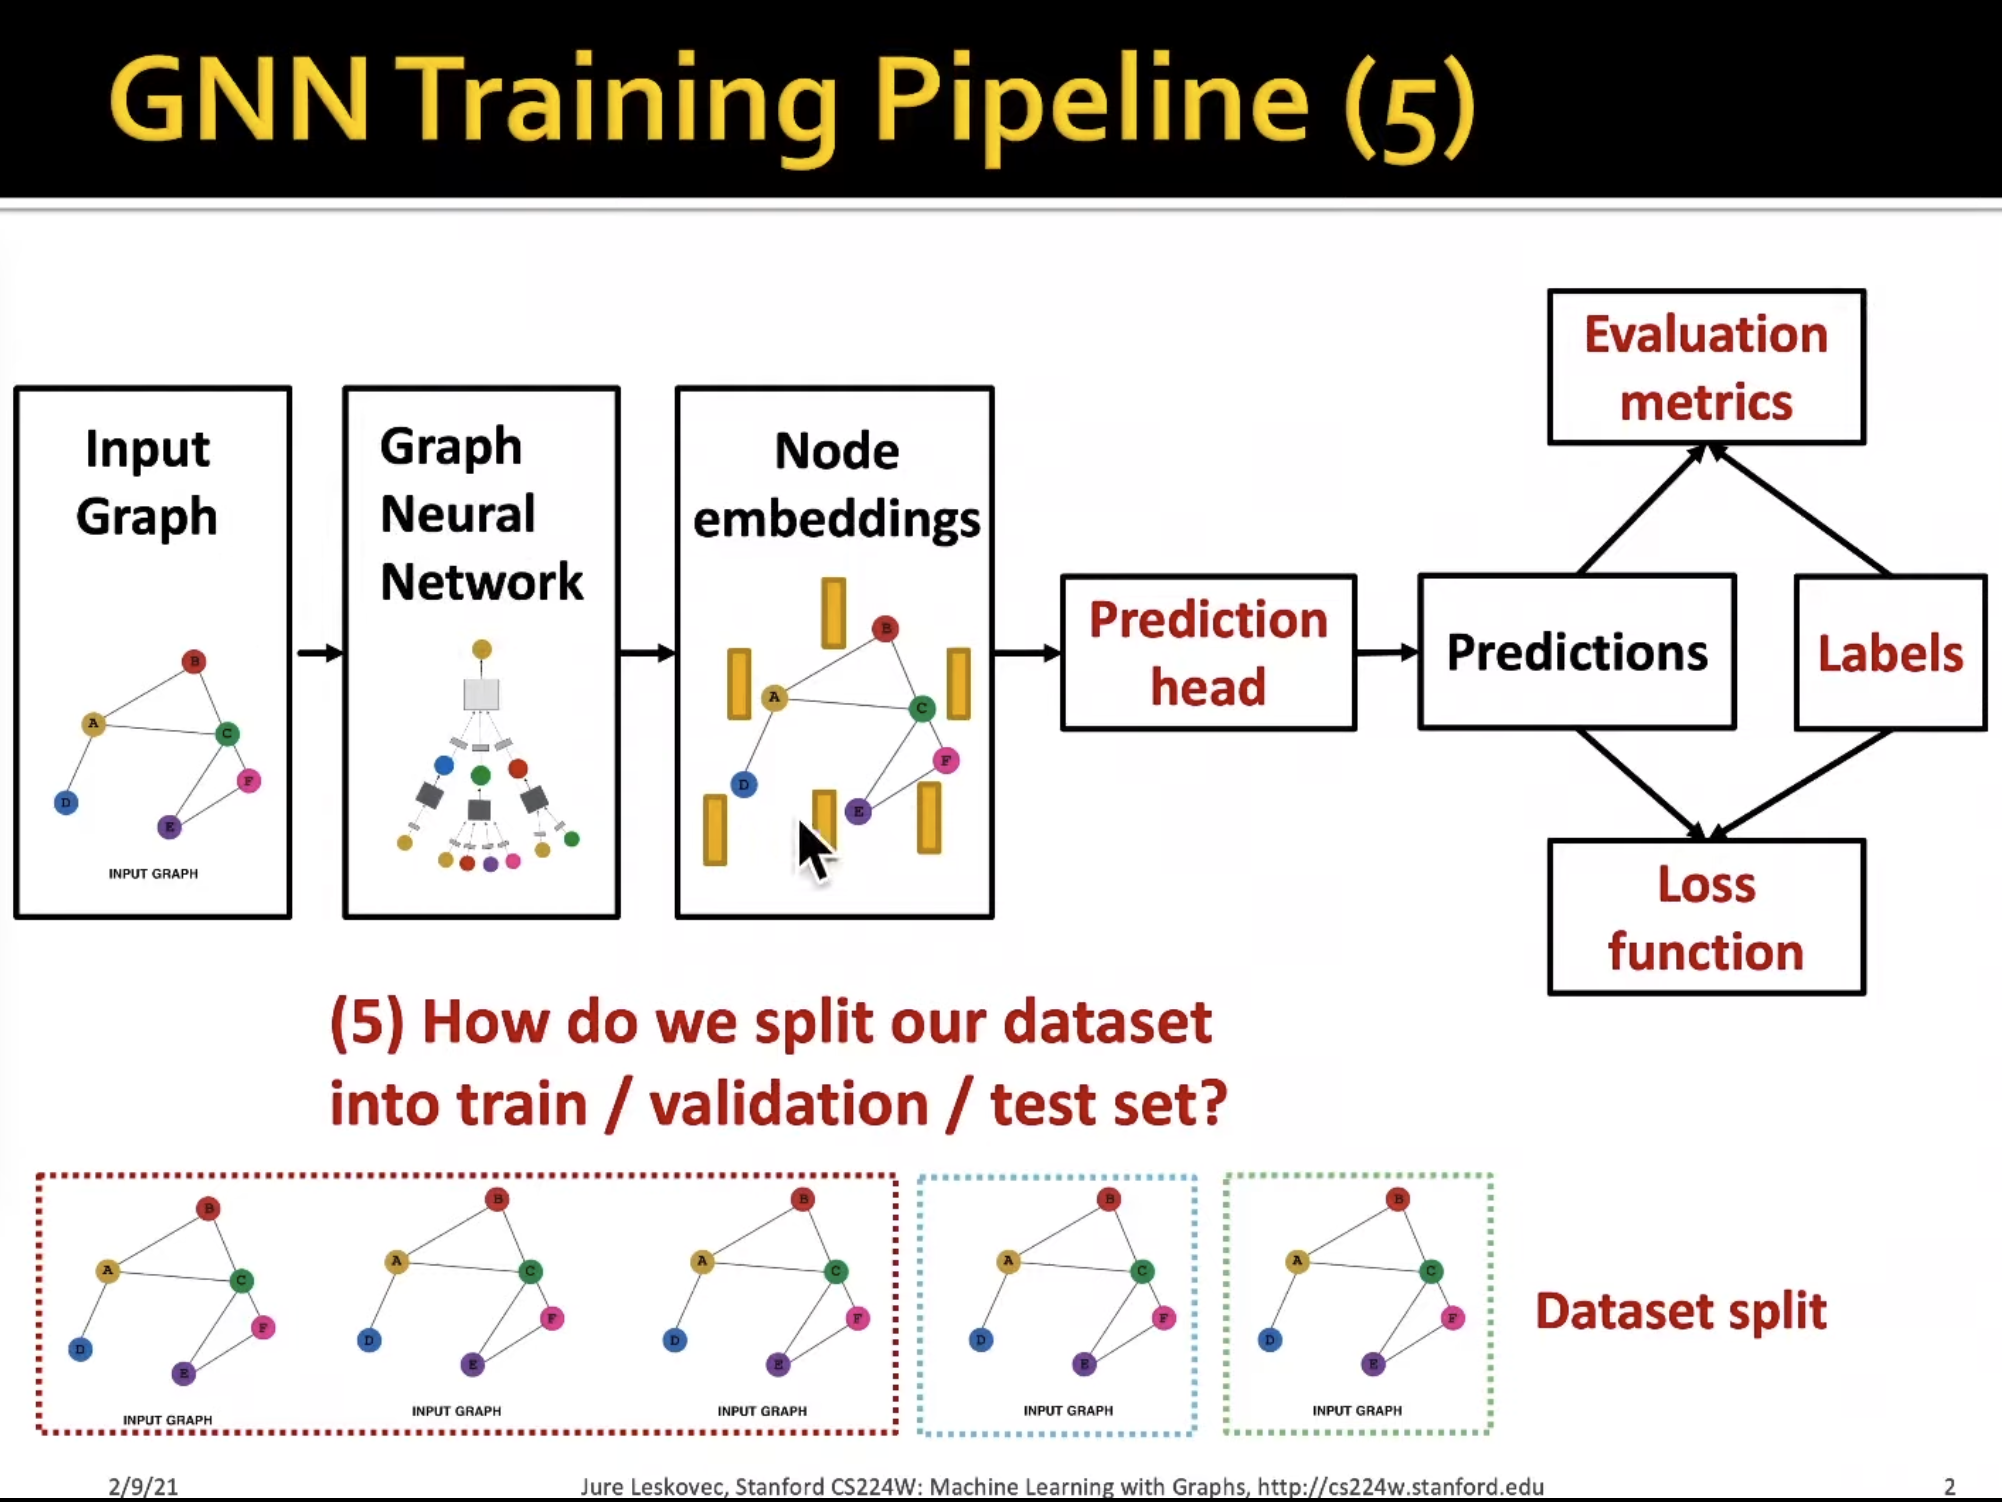 GNN Training Pipeline (5)
Input
Graph
B
A
C
F
D
E
INPUT GRAPH
Graph
Neural
Network
Node
embeddings
B
A
C
F
D
E
Prediction
head
Predictions
Labels
Evaluation
metrics
Loss
function
(5) How do we split our dataset
into train / validation / test set?
B
A
C
F
D
E
INPUT GRAPH
B
A
C
F
D
E
INPUT GRAPH
B
A
C
F
D
E
INPUT GRAPH
B
A
C
F
D
E
INPUT GRAPH
B
A
C
F
D
E
INPUT GRAPH
Dataset split
2/9/21
Jure Leskovec, Stanford CS224W: Machine Learning with Graphs, http://cs224w.stanford.edu
2